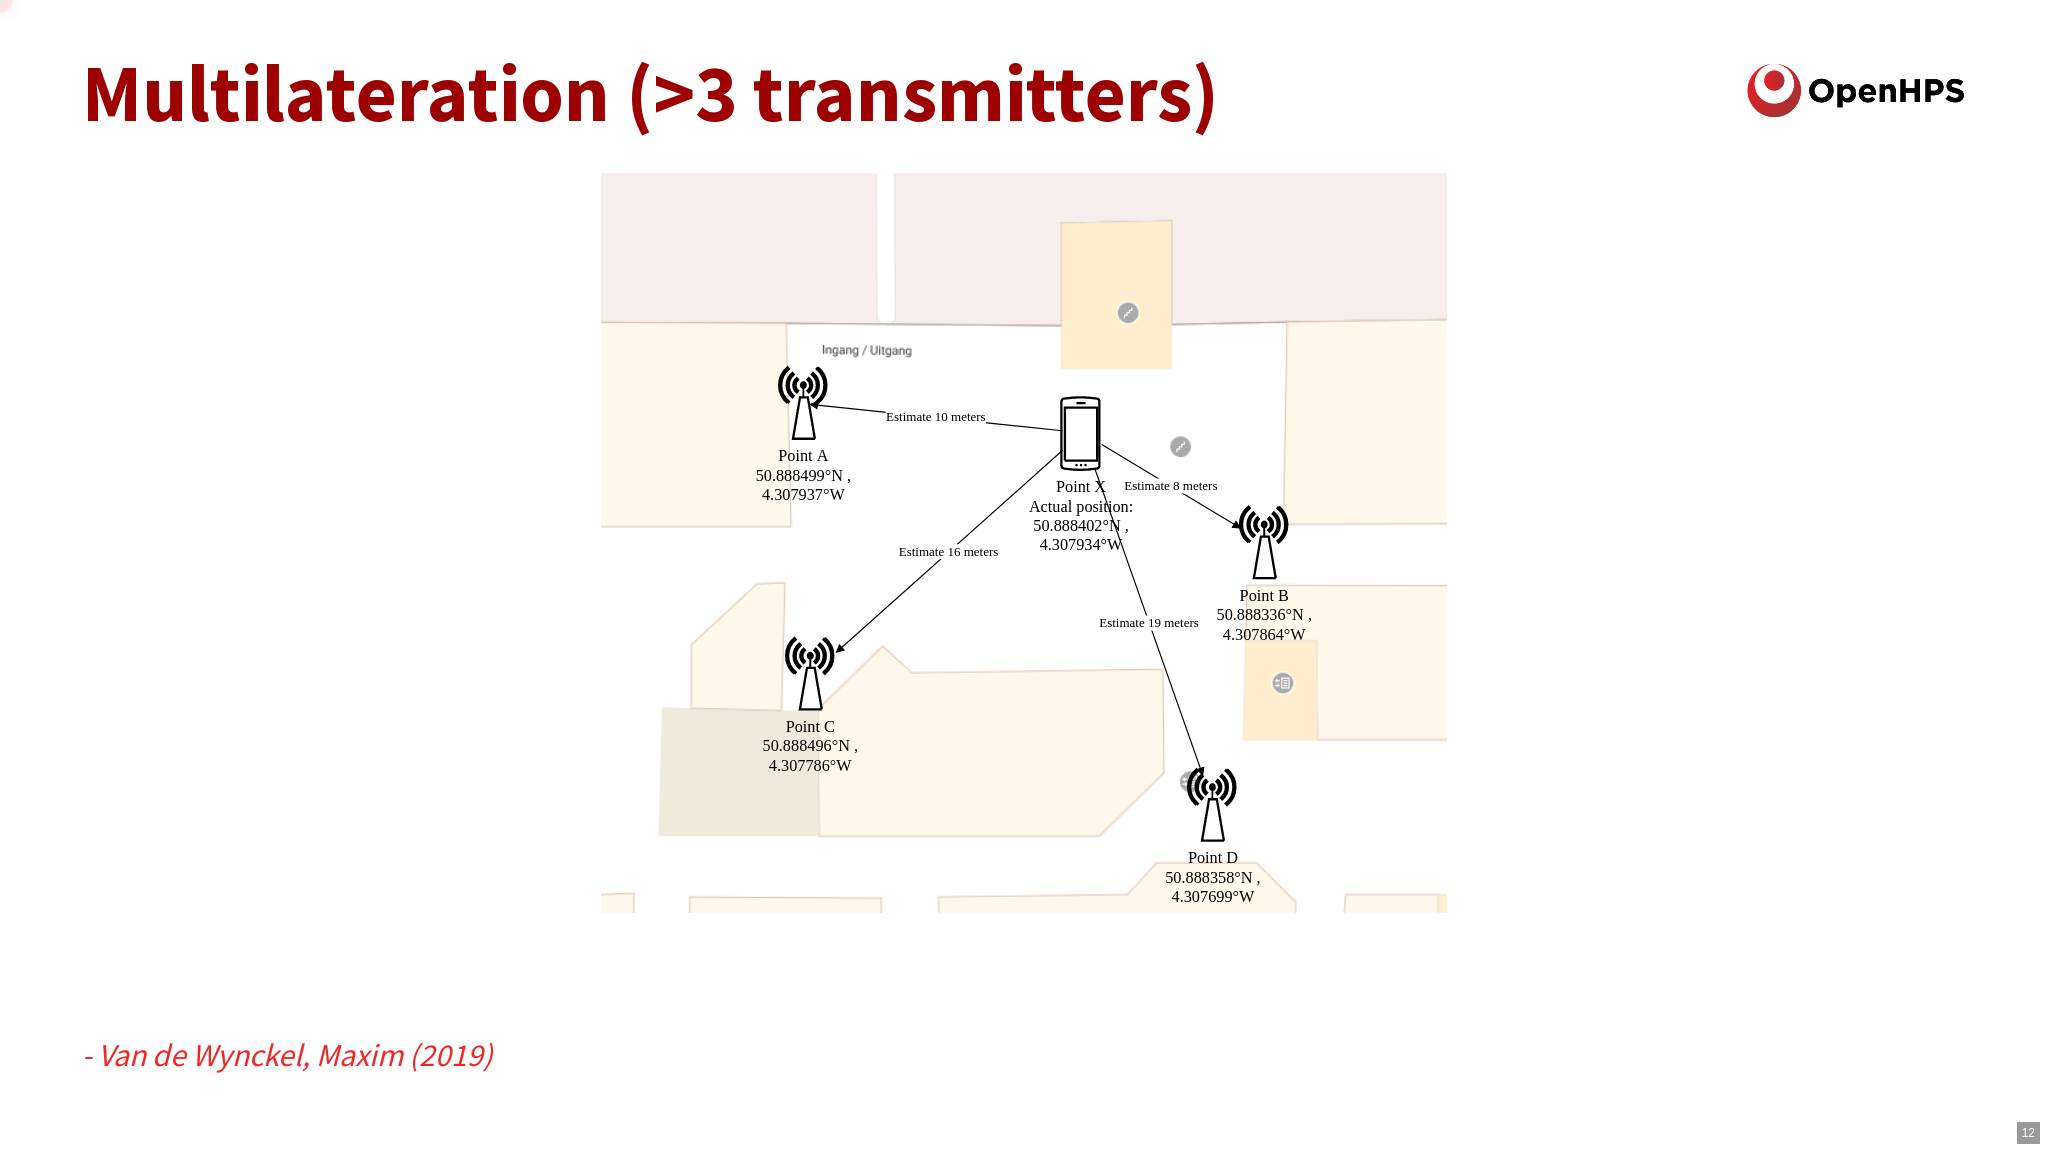 Multilateration (>3 transmitters)
OpenHPS
Ingang / Uitgang
Estimate 10 meters
Point A
50.888499°N ,
4.307937°W
Point X
Actual position:
50.888402°N ,
4.307934°W
Estimate 8 meters
Estimate 16 meters
Point B
50.888336°N ,
4.307864°W
Estimate 19 meters
Point C
50.888496°N ,
4.307786°W
Point D
50.888358°N ,
4.307699°W
- Van de Wynckel, Maxim (2019)
12